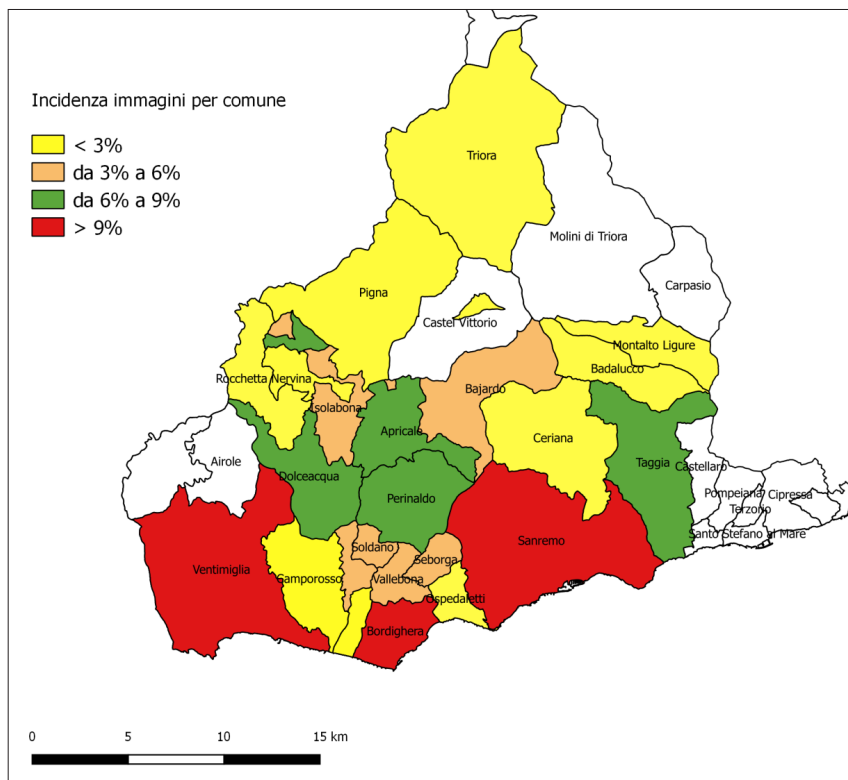 Incidenza immagini per comune
< 3%
da 3% a 6%
da 6% a 9%
> 9%
Triora
Molini di Triora
Carpasio
Pigna
Castel Vittorio
Montalto Ligure
Badalucco
Rocchetta Nervina
Bajardo
Isolabona
Apricale
Ceriana
Airole
Dolceacqua
Taggia
Castellaro
Perinaldo
Pompeiana
Cipressa
Terzorio
Sanremo
Santo Stefano al Mare
Soldano
Seborga
Ventimiglia
Camporosso
Vallebona
Ospedaletti
Bordighera
0 5 10 15 km